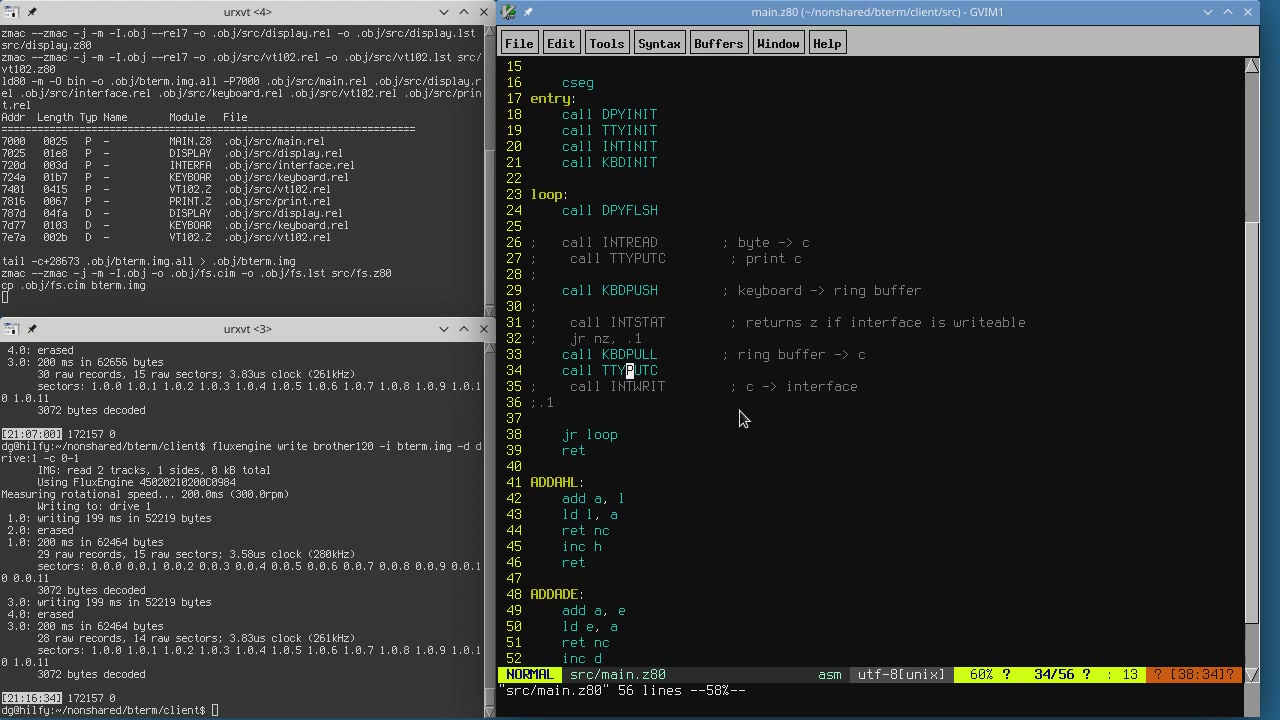 urxvt <4>
zmac --zmac -j -m -I.obj --rel7 -o .obj/src/display.rel -o .obj/src/display.lst
src/display.z80
zmac --zmac -j -m -I.obj --rel7 -o .obj/src/vt102.rel -o .obj/src/vt102.lst src/
vt102.z80
ld80 -m -O bin -o .obj/bterm.img.all -P7000 .obj/src/main.rel .obj/src/display.r
el .obj/src/interface.rel .obj/src/keyboard.rel .obj/src/vt102.rel .obj/src/prin
t.rel
Addr   Length Typ Name       Module   File
===================================================================
7000   0025   P  -       MAIN.Z8  .obj/src/main.rel
7025   01e8   P  -       DISPLAY  .obj/src/display.rel
720d   003d   P  -       INTERFA  .obj/src/interface.rel
724a   01b7   P  -       KEYBOAR  .obj/src/keyboard.rel
7401   0415   P  -       VT102.Z  .obj/src/vt102.rel
7816   0067   P  -       PRINT.Z  .obj/src/print.rel
787d   04fa   D  -       DISPLAY  .obj/src/display.rel
7d77   0103   D  -       KEYBOAR  .obj/src/keyboard.rel
7e7a   002b   D  -       VT102.Z  .obj/src/vt102.rel
tail -c+28673 .obj/bterm.img.all > .obj/bterm.img
zmac --zmac -j -m -I.obj -o .obj/fs.cim -o .obj/fs.lst src/fs.z80
cp .obj/fs.cim bterm.img
urxvt <3>
4.0: erased
3.0: 200 ms in 62656 bytes
30 raw records, 15 raw sectors; 3.83us clock (261kHz)
sectors: 1.0.0 1.0.1 1.0.2 1.0.3 1.0.4 1.0.5 1.0.6 1.0.7 1.0.8 1.0.9 1.0.1
0 1.0.11
3072 bytes decoded
[21:07:00] 172157 0
dg@hilfy:~/nonshared/bterm/client$ fluxengine write brother120 -i bterm.img -d d
rive:1 -c 0-1
IMG: read 2 tracks, 1 sides, 0 kB total
Using FluxEngine 45020210200C0984
Measuring rotational speed... 200.0ms (300.0rpm)
Writing to: drive 1
1.0: writing 199 ms in 52219 bytes
2.0: erased
1.0: 200 ms in 62464 bytes
29 raw records, 15 raw sectors; 3.58us clock (280kHz)
sectors: 0.0.0 0.0.1 0.0.2 0.0.3 0.0.4 0.0.5 0.0.6 0.0.7 0.0.8 0.0.9 0.0.1
0 0.0.11
3072 bytes decoded
3.0: writing 199 ms in 52219 bytes
4.0: erased
3.0: 200 ms in 62464 bytes
28 raw records, 14 raw sectors; 3.83us clock (261kHz)
sectors: 1.0.0 1.0.1 1.0.2 1.0.3 1.0.4 1.0.5 1.0.6 1.0.7 1.0.8 1.0.9 1.0.1
0 1.0.11
3072 bytes decoded
[21:16:34] 172157 0
dg@hilfy:~/nonshared/bterm/client$
main.z80 (~/nonshared/bterm/client/src) - GVIM1
File Edit Tools Syntax Buffers Window Help
15
16     cseg
17 entry:
18     call DPYINIT
19     call TTYINIT
20     call INTINIT
21     call KBDINIT
22
23 loop:
24     call DPYFLSH
25
26 ;   call INTREAD        ; byte -> c
27 ;    call TTYPUTC        ; print c
28 ;
29     call KBDPUSH        ; keyboard -> ring buffer
30 ;
31 ;    call INTSTAT        ; returns z if interface is writeable
32 ;    jr nz, .1
33     call KBDPULL        ; ring buffer -> c
34     call TTYPUTC
35 ;    call INTWRIT        ; c -> interface
36 ;.1
37
38     jr loop
39     ret
40
41 ADDAHL:
42     add a, l
43     ld l, a
44     ret nc
45     inc h
46     ret
47
48 ADDADE:
49     add a, e
50     ld e, a
51     ret nc
52     inc d
NORMAL src/main.z80 asm utf-8[unix] 60% ? 34/56 ? : 13 ? [38:34]?
"src/main.z80" 56 lines --58%--